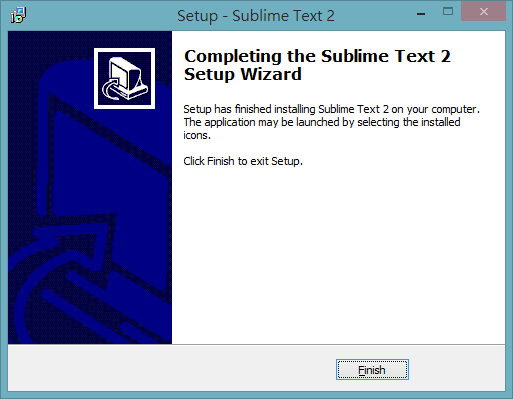 Setup - Sublime Text 2
Completing the Sublime Text 2
Setup Wizard
Setup has finished installing Sublime Text 2 on your computer.
The application may be launched by selecting the installed
icons.
Click Finish to exit Setup.
Finish